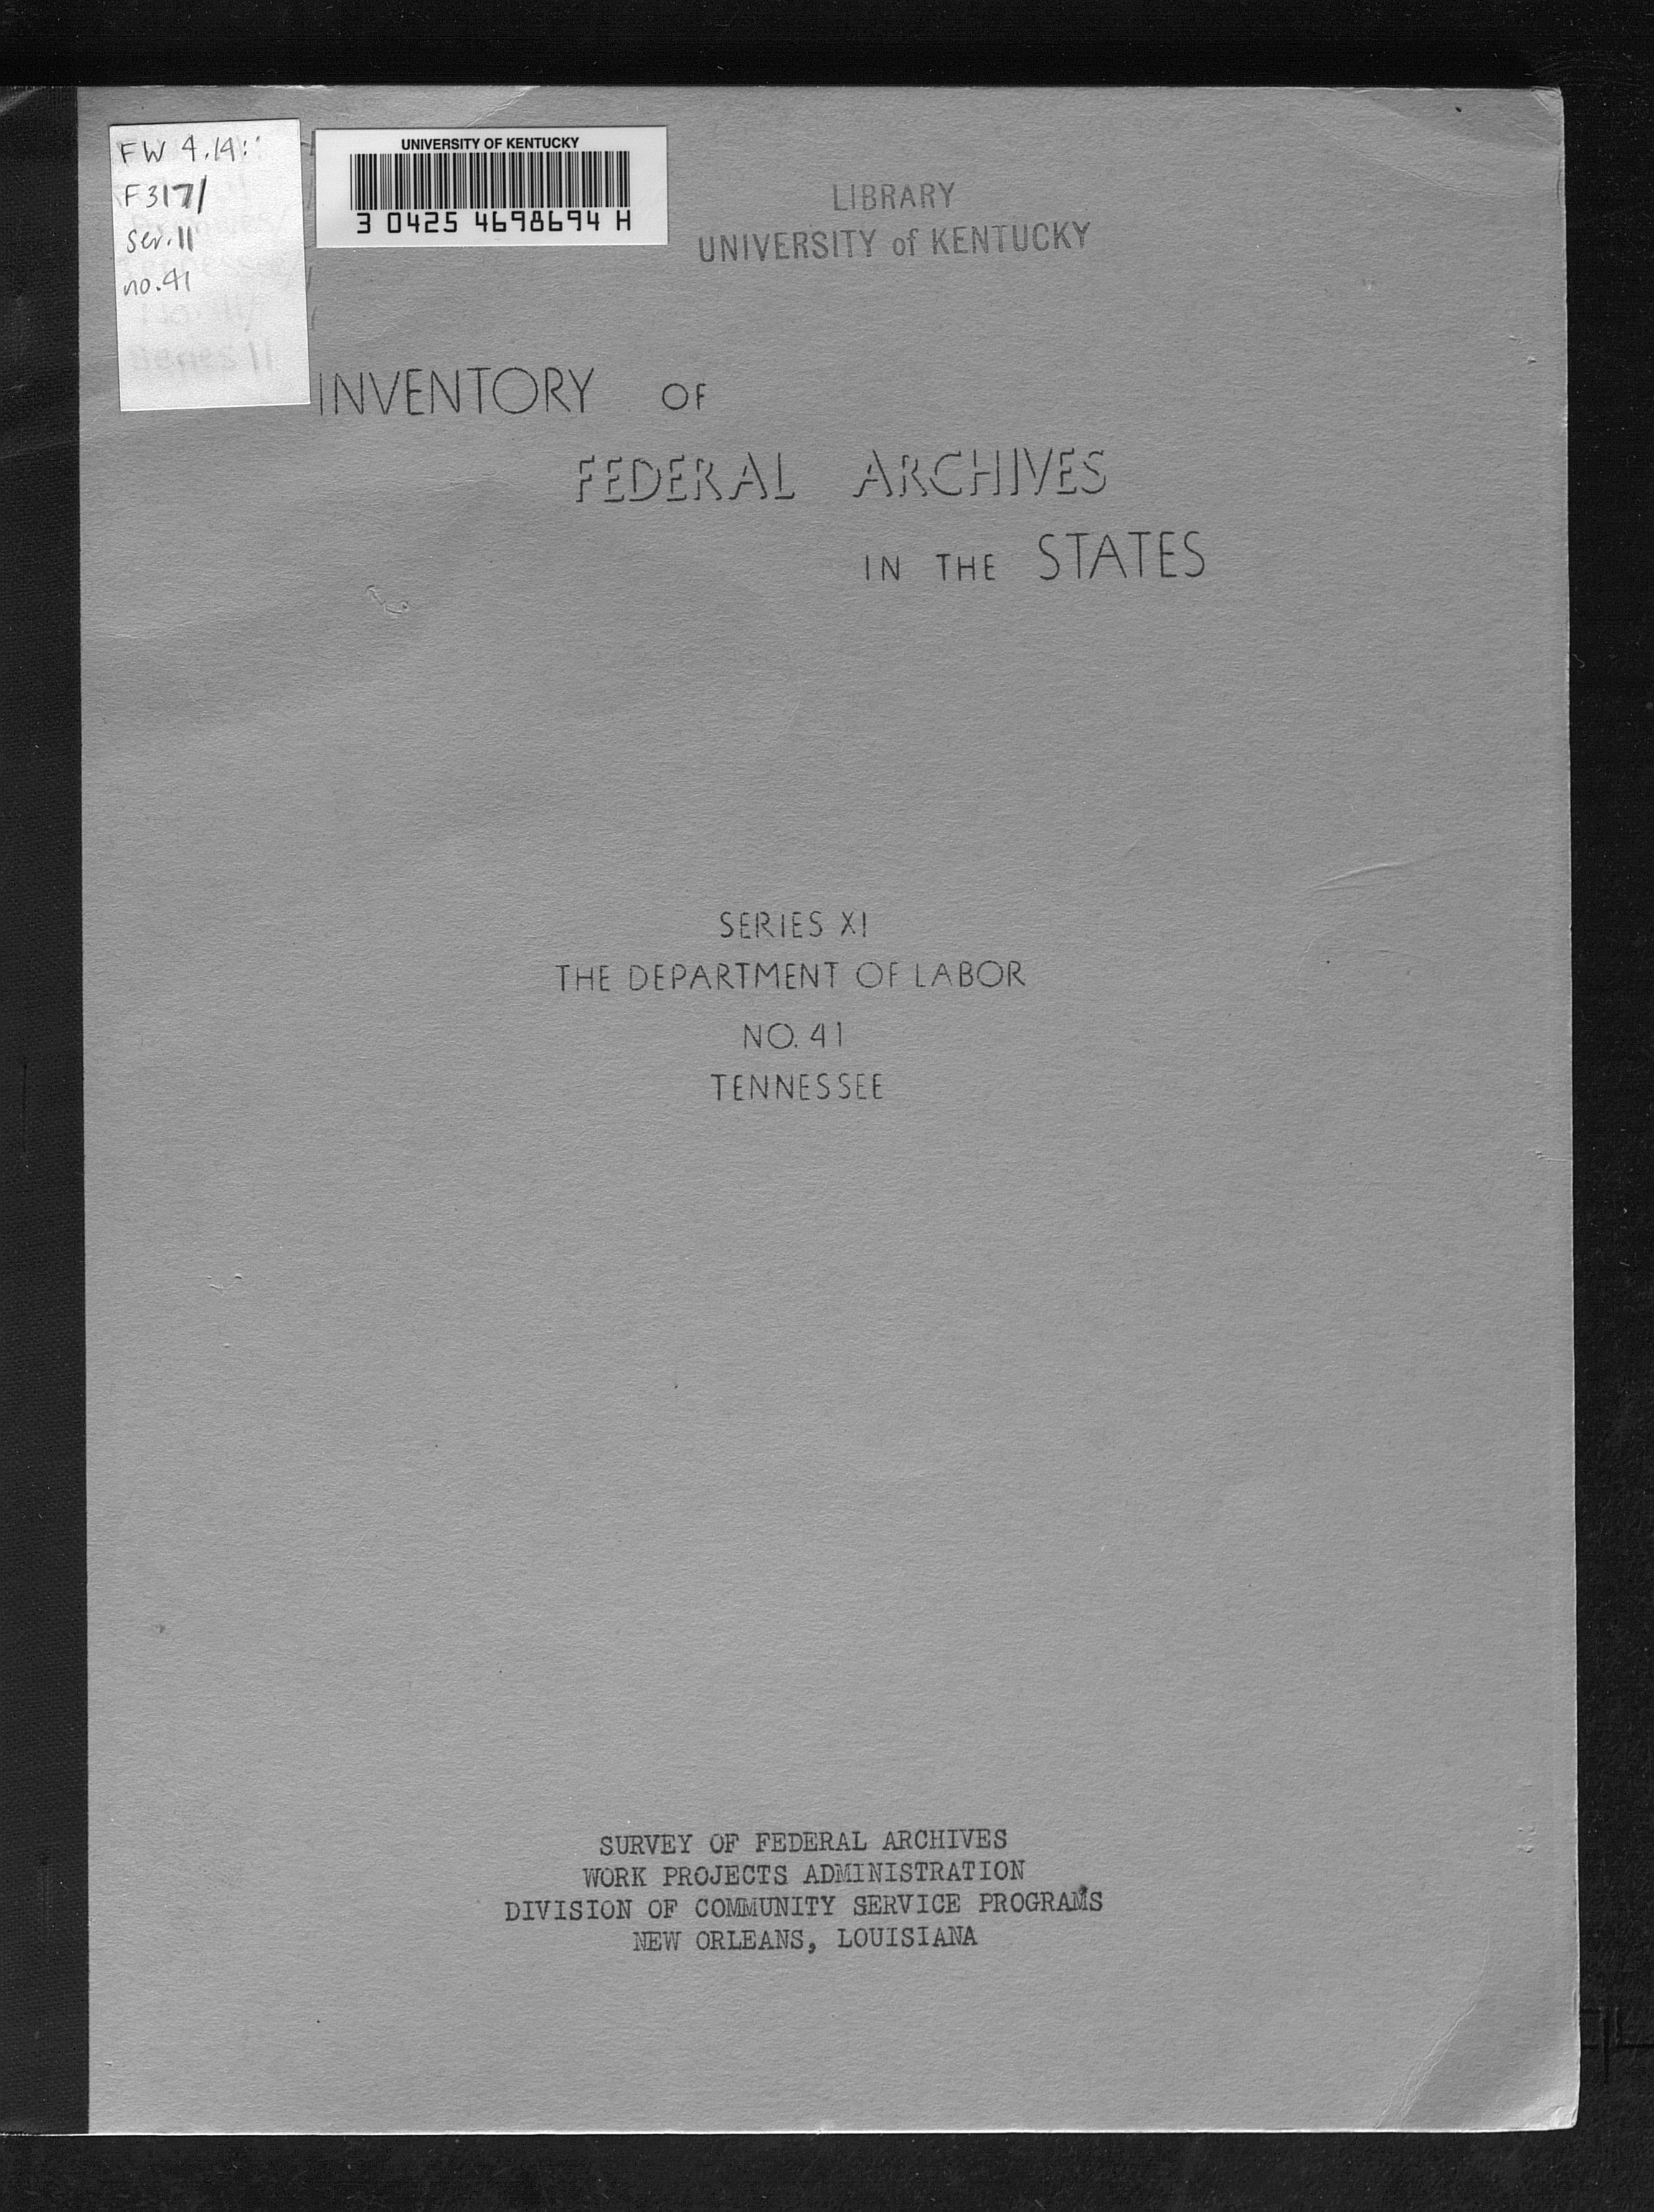 FW 4.14:
F317/
ser.11
no.41
UNIVERSITY OF KENTUCKY
3 0425 4698694 H
LIBRARY
UNIVERSITY of KENTUCKY
INVENTORY OF
FEDERAL ARCHIVES
IN THE STATES
SERIES XI
THE DEPARTMENT OF LABOR
NO. 41
TENNESSEE
SURVEY OF FEDERAL ARCHIVES
WORK PROJECTS ADMINISTRATION
DIVISION OF COMMUNITY SERVICE PROGRAMS
NEW ORLEANS, LOUISIANA